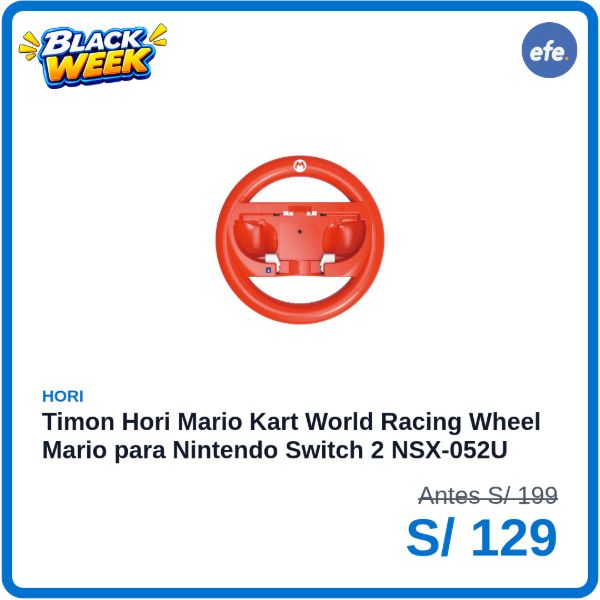 BLACK
WEEK
efe.
M
HORI
Timon Hori Mario Kart World Racing Wheel
Mario para Nintendo Switch 2 NSX-052U
Antes S/ 199
S/ 129